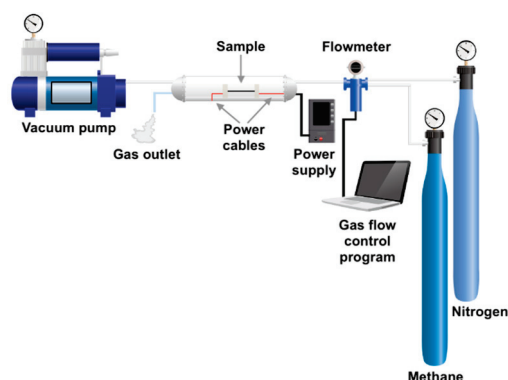 Sample
Flowmeter
Vacuum pump
Gas outlet
Power
cables
Power
supply
Gas flow
control
program
Nitrogen
Methane